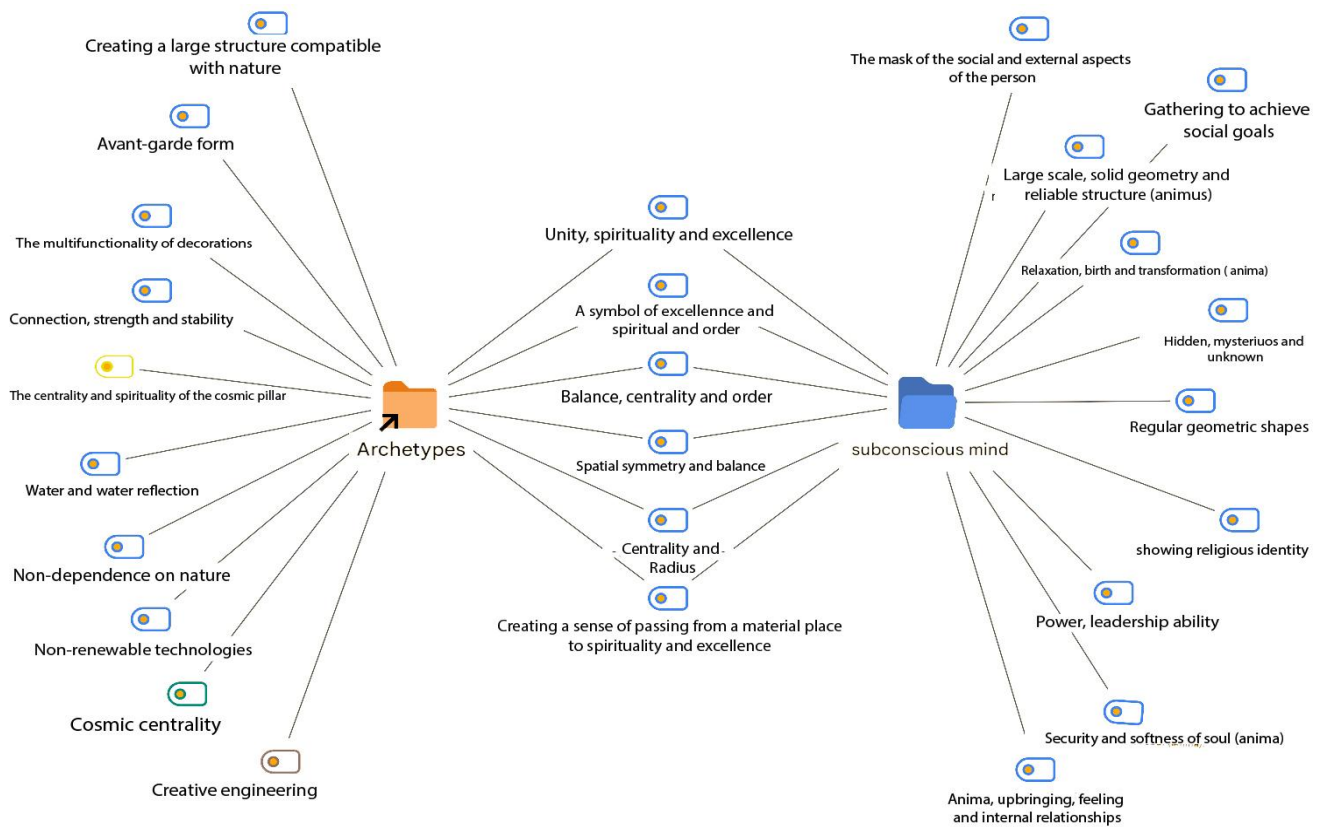 Creating a large structure compatible
with nature
Avant-garde form
The multifunctionality of decorations
Connection, strength and stability
The centrality and spirituality of the cosmic pillar
Water and water reflection
Non-dependence on nature
Non-renewable technologies
Cosmic centrality
Creative engineering
Archetypes
Unity, spirituality and excellence
A symbol of excellennce and
spiritual and order
Balance, centrality and order
Spatial symmetry and balance
Centrality and
Radius
Creating a sense of passing from a material place
to spirituality and excellence
subconscious mind
The mask of the social and external aspects
of the person
Gathering to achieve
social goals
Large scale, solid geometry and
reliable structure (animus)
Relaxation, birth and transformation ( anima)
Hidden, mysteriuos and
unknown
Regular geometric shapes
showing religious identity
Power, leadership ability
Security and softness of soul (anima)
Anima, upbringing, feeling
and internal relationships